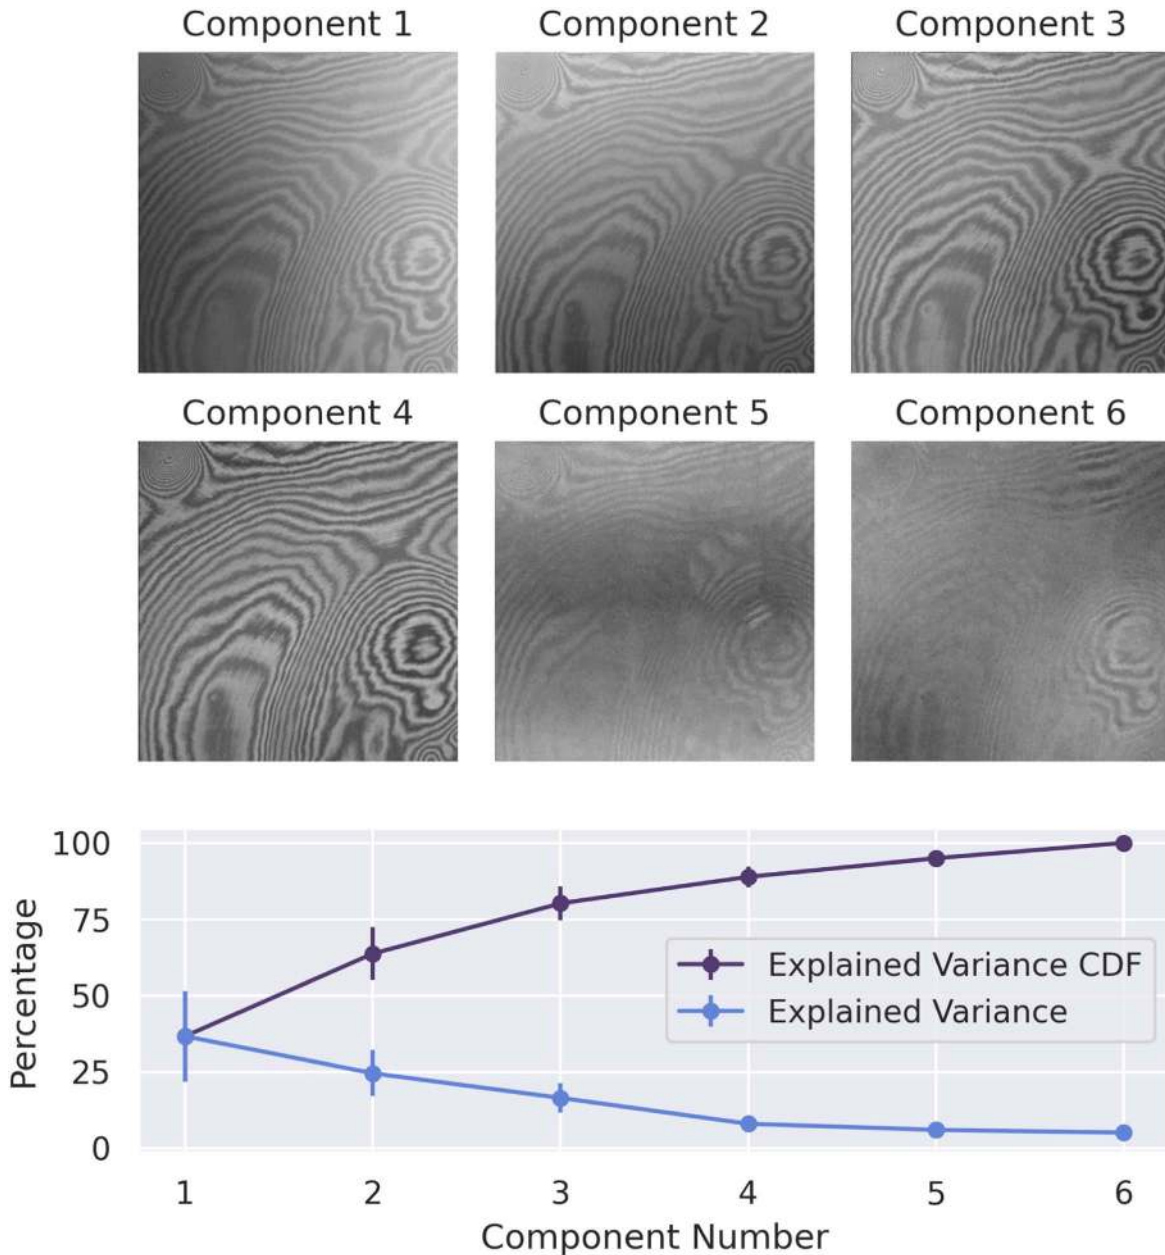 Component 1
Component 2
Component 3
Component 4
Component 5
Component 6
100
75
50
25
0
Percentage
Explained Variance CDF
Explained Variance
1 2 3 4 5 6
Component Number